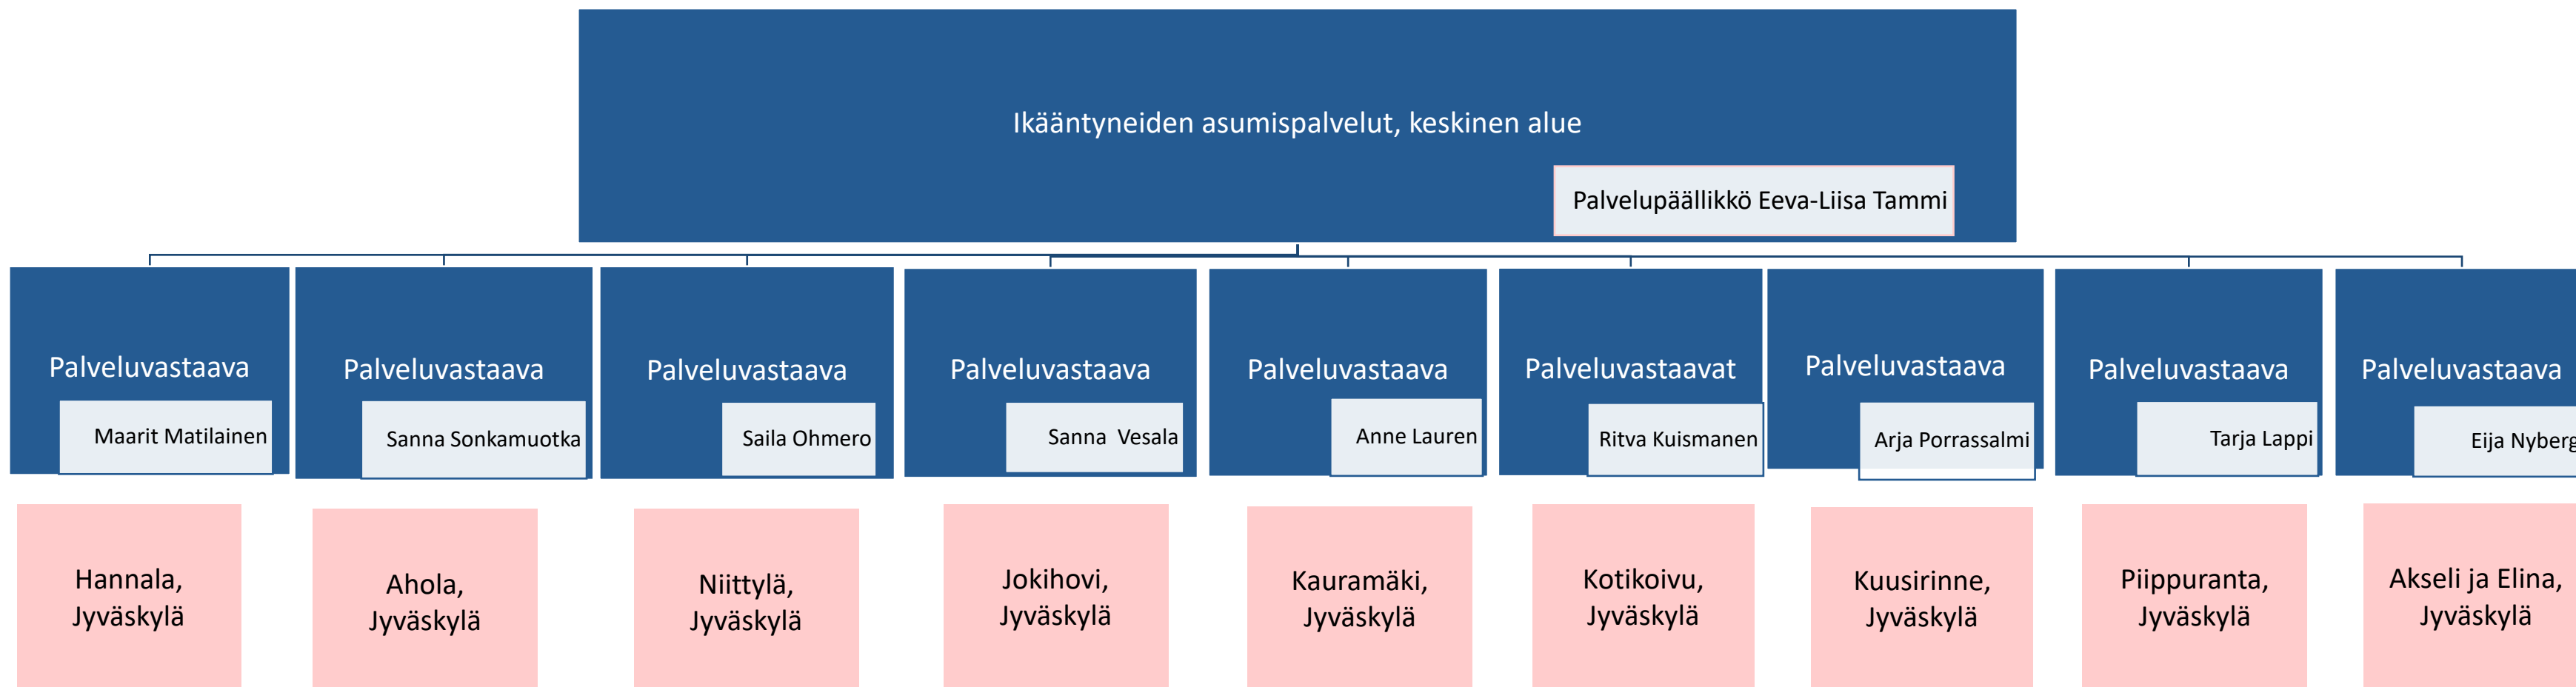 Ikääntyneiden asumispalvelut, keskinen alue
Palvelupäällikkö Eeva-Liisa Tammi
Palveluvastaava
Maarit Matilainen
Palveluvastaava
Sanna Sonkamuotka
Palveluvastaava
Saila Ohmero
Palveluvastaava
Sanna Vesala
Palveluvastaava
Anne Lauren
Palveluvastaavat
Ritva Kuismanen
Palveluvastaava
Arja Porrassalmi
Palveluvastaava
Tarja Lappi
Palveluvastaava
Eija Nyberg
Hannala,
Jyväskylä
Ahola,
Jyväskylä
Niittylä,
Jyväskylä
Jokihovi,
Jyväskylä
Kauramäki,
Jyväskylä
Kotikoivu,
Jyväskylä
Kuusirinne,
Jyväskylä
Piippuranta,
Jyväskylä
Akseli ja Elina,
Jyväskylä